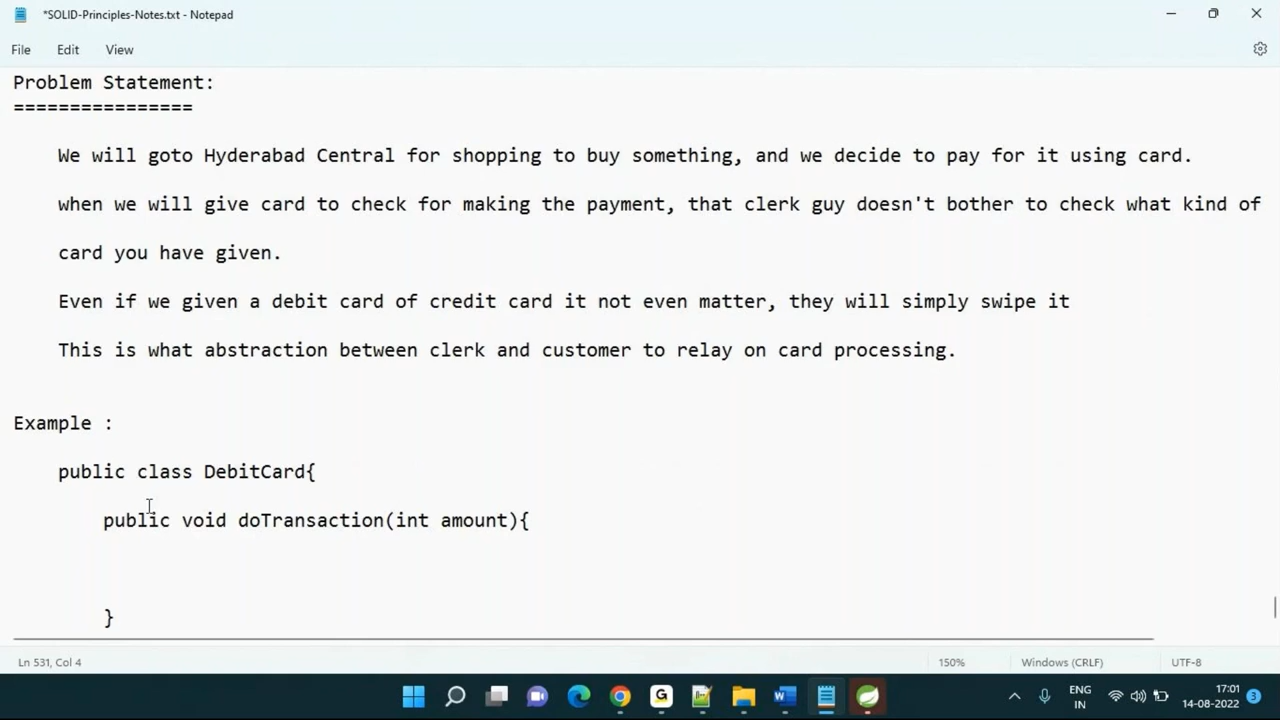 *SOLID-Principles-Notes.txt - Notepad
File Edit View
Problem Statement:
================
We will goto Hyderabad Central for shopping to buy something, and we decide to pay for it using card.
when we will give card to check for making the payment, that clerk guy doesn't bother to check what kind of
card you have given.
Even if we given a debit card of credit card it not even matter, they will simply swipe it
This is what abstraction between clerk and customer to relay on card processing.
Example :
public class DebitCard{
public void doTransaction(int amount){
}
Ln 531, Col 4 150% Windows (CRLF) UTF-8
ENG 17:01
IN 14-08-2022 3